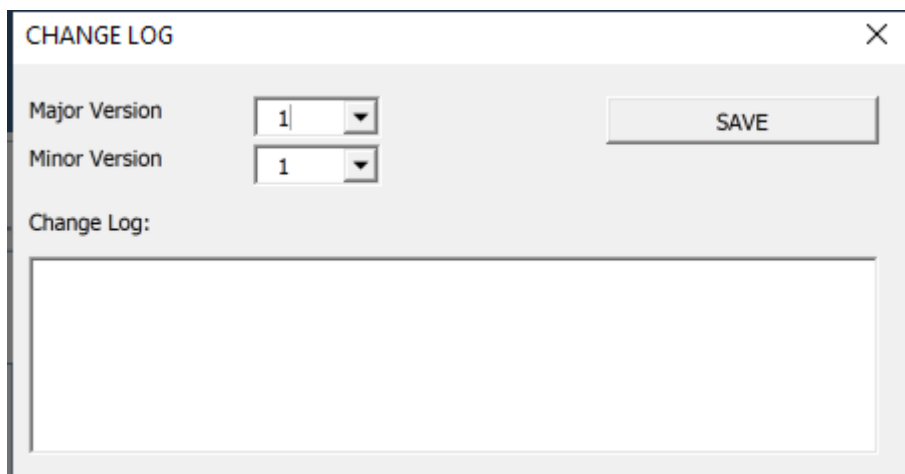 CHANGE LOG
Major Version 1 SAVE
Minor Version 1
Change Log: